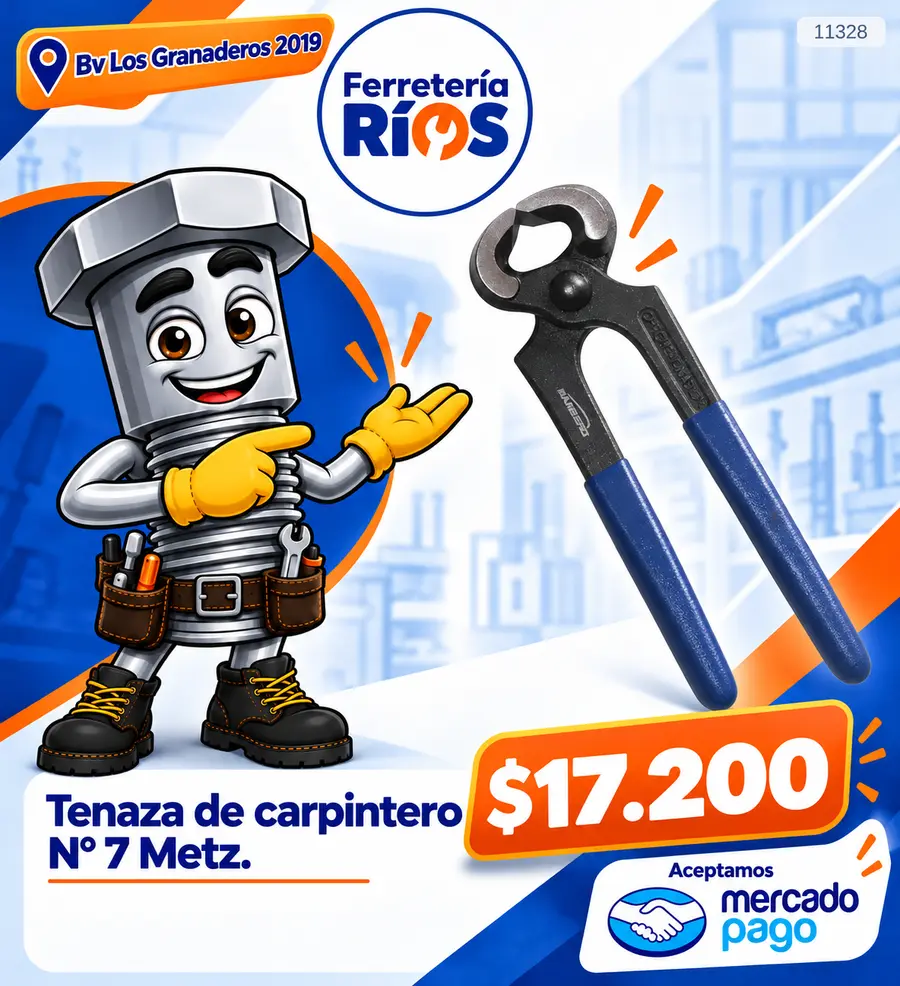 Bv Los Granaderos 2019
Ferretería
Ríos
11328
Tenaza de carpintero
N° 7 Metz.
$17.200
Aceptamos
mercado
pago